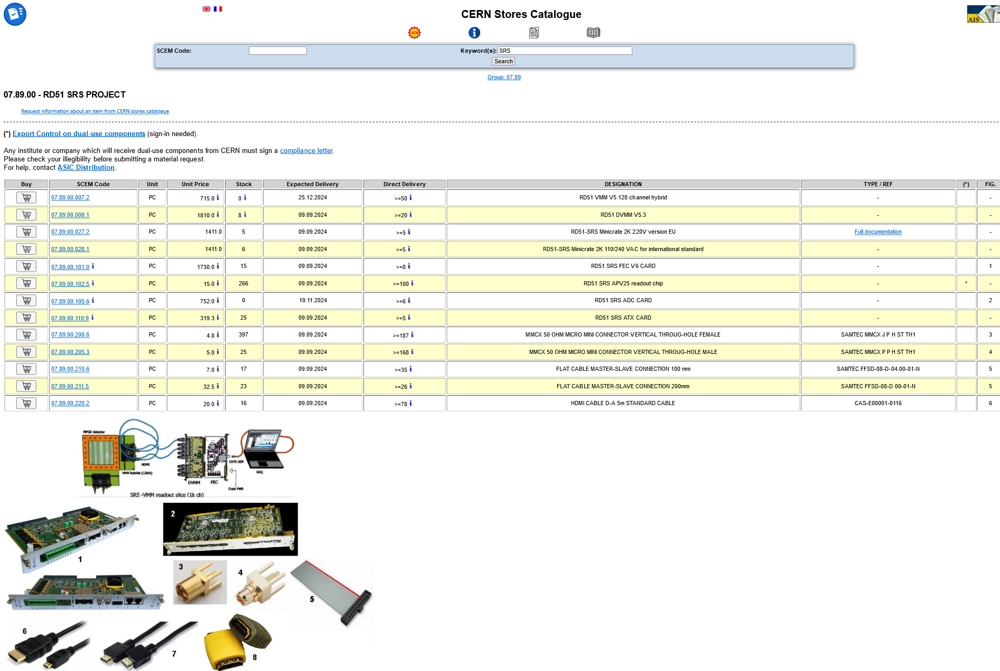 CERN Stores Catalogue
AIS
NEW
SCEM Code:
Keyword(s): SRS
Search
Group: 07.89
07.89.00 - RD51 SRS PROJECT
Request information about an item from CERN stores catalogue
(*) Export Control on dual-use components (sign-in needed).
Any institute or company which will receive dual-use components from CERN must sign a compliance letter.
Please check your illegibility before submitting a material request.
For help, contact ASIC Distribution.
Buy SCEM Code Unit Unit Price Stock Expected Delivery Direct Delivery DESIGNATION TYPE / REF (*) FIG.
07.89.00.007.2 PC 715.0 0 25.12.2024 >=50 RD51 VMM V5 128 channel hybrid - -
07.89.00.008.1 PC 1810.0 8 09.09.2024 >=20 RD51 DVMM V5.3 - -
07.89.00.027.2 PC 1411.0 5 09.09.2024 >=5 RD51-SRS Minicrate 2K 220V version EU Full documentation -
07.89.00.028.1 PC 1411.0 6 09.09.2024 >=5 RD51-SRS Minicrate 2K 110/240 VAC for international standard - -
07.89.00.101.0 PC 1730.0 15 09.09.2024 >=8 RD51 SRS FEC V6 CARD - 1
07.89.00.102.5 PC 15.0 266 09.09.2024 >=100 RD51 SRS APV25 readout chip - * -
07.89.00.105.6 PC 752.0 0 19.11.2024 >=6 RD51 SRS ADC CARD - 2
07.89.00.110.9 PC 319.3 25 09.09.2024 >=5 RD51 SRS ATX CARD - -
07.89.00.200.8 PC 4.8 397 09.09.2024 >=187 MMCX 50 OHM MICRO MINI CONNECTOR VERTICAL THROUG-HOLE FEMALE SAMTEC MMCX J P H ST TH1 3
07.89.00.205.3 PC 5.0 25 09.09.2024 >=168 MMCX 50 OHM MICRO MINI CONNECTOR VERTICAL THROUG-HOLE MALE SAMTEC MMCX P P H ST TH1 4
07.89.00.210.6 PC 7.0 17 09.09.2024 >=35 FLAT CABLE MASTER-SLAVE CONNECTION 100 mm SAMTEC FFSD-08-D-04.00-01-N 5
07.89.00.211.5 PC 32.5 23 09.09.2024 >=26 FLAT CABLE MASTER-SLAVE CONNECTION 200mm SAMTEC FFSD-08-D.00-01-N 5
07.89.00.220.2 PC 20.0 16 09.09.2024 >=78 HDMI CABLE D-A 5m STANDARD CABLE CAS-E00001-0116 6
MPGD detector
HDMI
VMM hybrids (128ch)
CAT6 UDP
DAQ
DVMM
FEC
Crate PWR
SRS -VMM readout slice (1k ch)
1
2
3
4
5
6
7
8